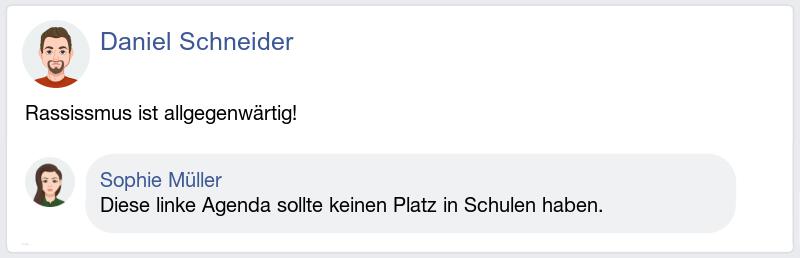 Daniel Schneider
Rassissmus ist allgegenwärtig!
Sophie Müller
Diese linke Agenda sollte keinen Platz in Schulen haben.